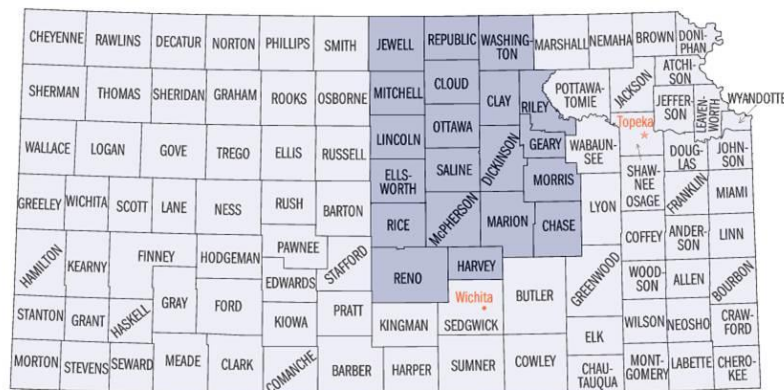 CHEYENNE
RAWLINS
DECATUR
NORTON
PHILLIPS
SMITH
JEWELL
REPUBLIC
WASHING-
TON
MARSHALL
NEMAHA
BROWN
DONI-
PHAN
SHERMAN
THOMAS
SHERIDAN
GRAHAM
ROOKS
OSBORNE
MITCHELL
CLOUD
CLAY
RILEY
POTTAWA-
TOMIE
JACKSON
ATCHI-
SON
JEFFER-
SON
LEAVEN-
WORTH
WYANDOTTE
WALLACE
LOGAN
GOVE
TREGO
ELLIS
RUSSELL
LINCOLN
OTTAWA
SALINE
DICKINSON
GEARY
WABAUN-
SEE
Topeka
SHAW-
NEE
DOUG-
LAS
JOHN-
SON
GREELEY
WICHITA
SCOTT
LANE
NESS
RUSH
BARTON
ELLS-
WORTH
RICE
McPHERSON
MARION
MORRIS
CHASE
LYON
OSAGE
FRANKLIN
MIAMI
HAMILTON
KEARNY
FINNEY
HODGEMAN
PAWNEE
STAFFORD
RENO
HARVEY
GREENWOOD
COFFEY
ANDER-
SON
LINN
EDWARDS
Wichita
BUTLER
WOOD-
SON
ALLEN
BOURBON
STANTON
GRANT
HASKELL
GRAY
FORD
KIOWA
PRATT
KINGMAN
SEDGWICK
ELK
WILSON
NEOSHO
CRAW-
FORD
MORTON
STEVENS
SEWARD
MEADE
CLARK
COMANCHE
BARBER
HARPER
SUMNER
COWLEY
CHAU-
TAUQUA
MONT-
GOMERY
LABETTE
CHERO-
KEE